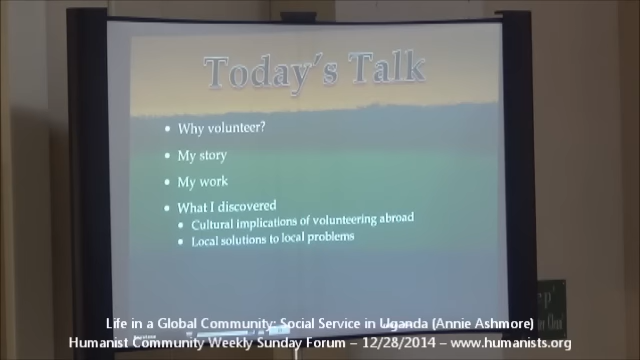 Today's Talk
• Why volunteer?
• My story
• My work
• What I discovered
• Cultural implications of volunteering abroad
• Local solutions to local problems
Life in a Global Community: Social Service in Uganda (Annie Ashmore)
Humanist Community Weekly Sunday Forum – 12/28/2014 – www.humanists.org